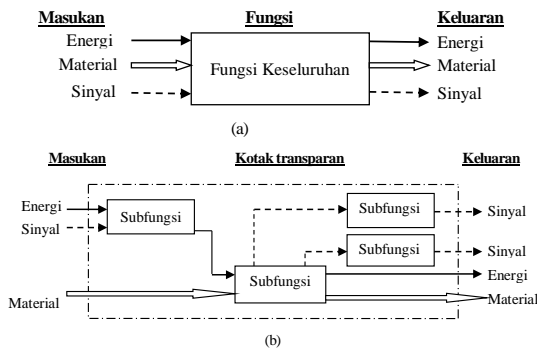 Masukan Fungsi Keluaran
Energi Energi
Material Fungsi Keseluruhan Material
Sinyal Sinyal
(a)
Masukan Kotak transparan Keluaran
Energi Subfungsi Subfungsi Sinyal
Sinyal
Subfungsi Sinyal
Subfungsi Energi
Material Material
(b)